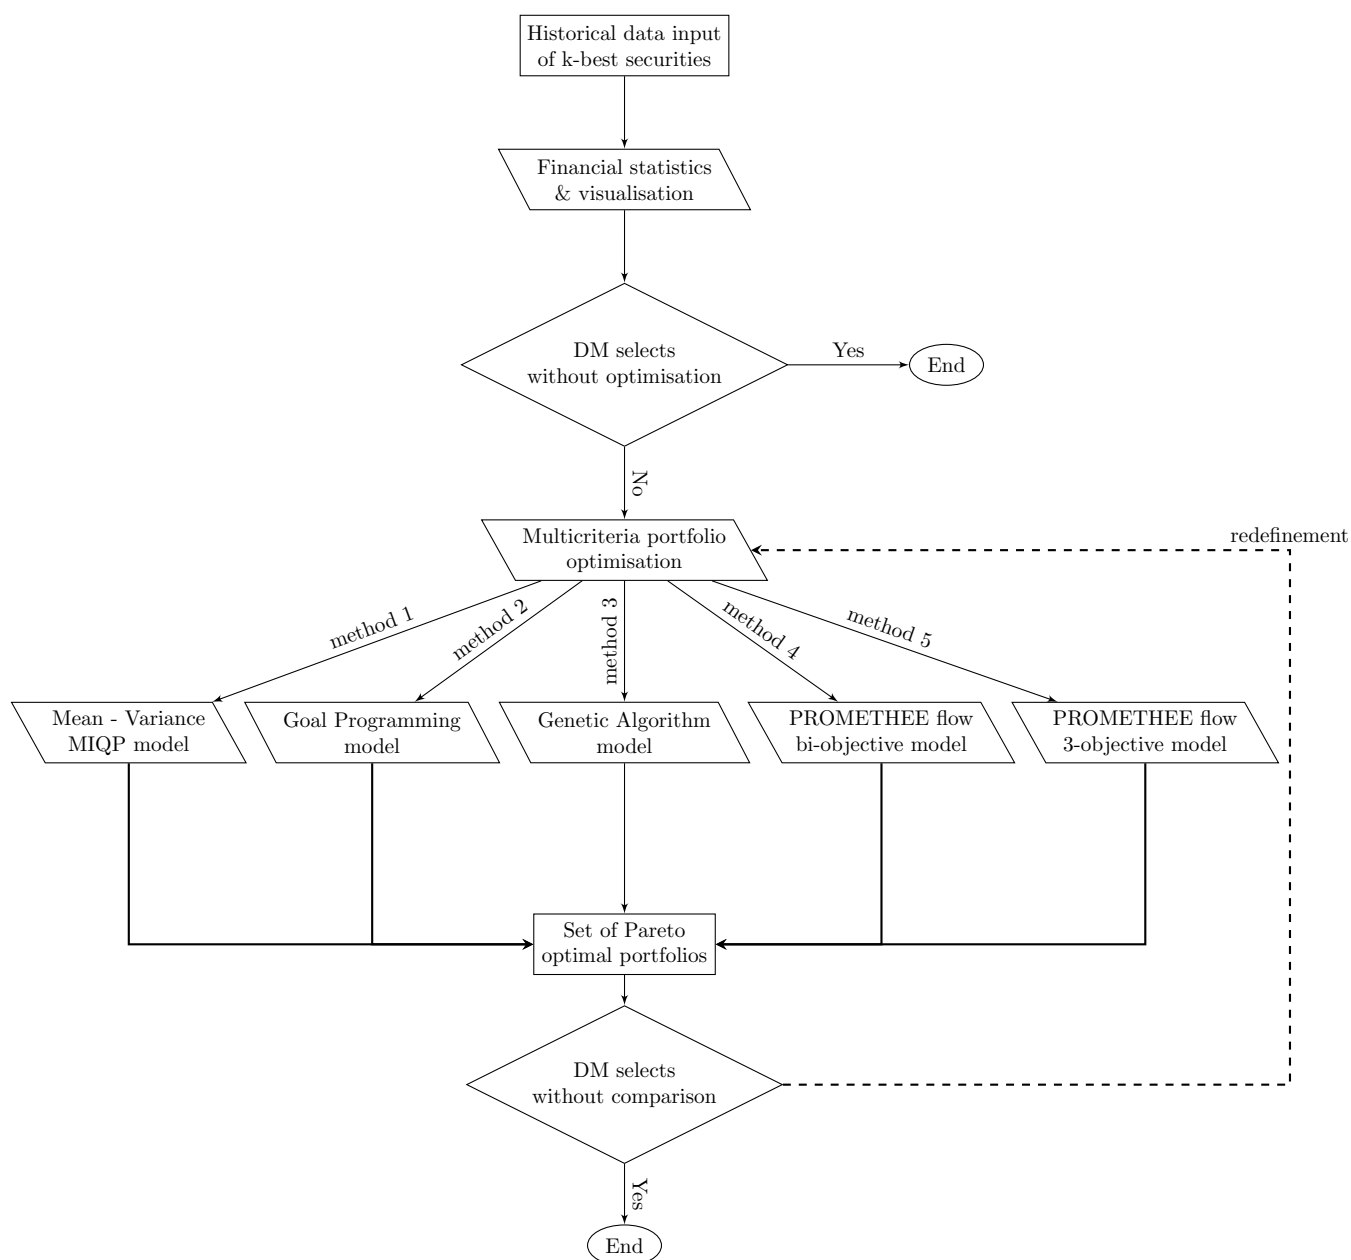 Historical data input
of k-best securities
Financial statistics
& visualisation
DM selects
without optimisation
Yes
End
No
Multicriteria portfolio
optimisation
redefinement
method 1
method 2
method 3
method 4
method 5
Mean - Variance
MIQP model
Goal Programming
model
Genetic Algorithm
model
PROMETHEE flow
bi-objective model
PROMETHEE flow
3-objective model
Set of Pareto
optimal portfolios
DM selects
without comparison
Yes
End